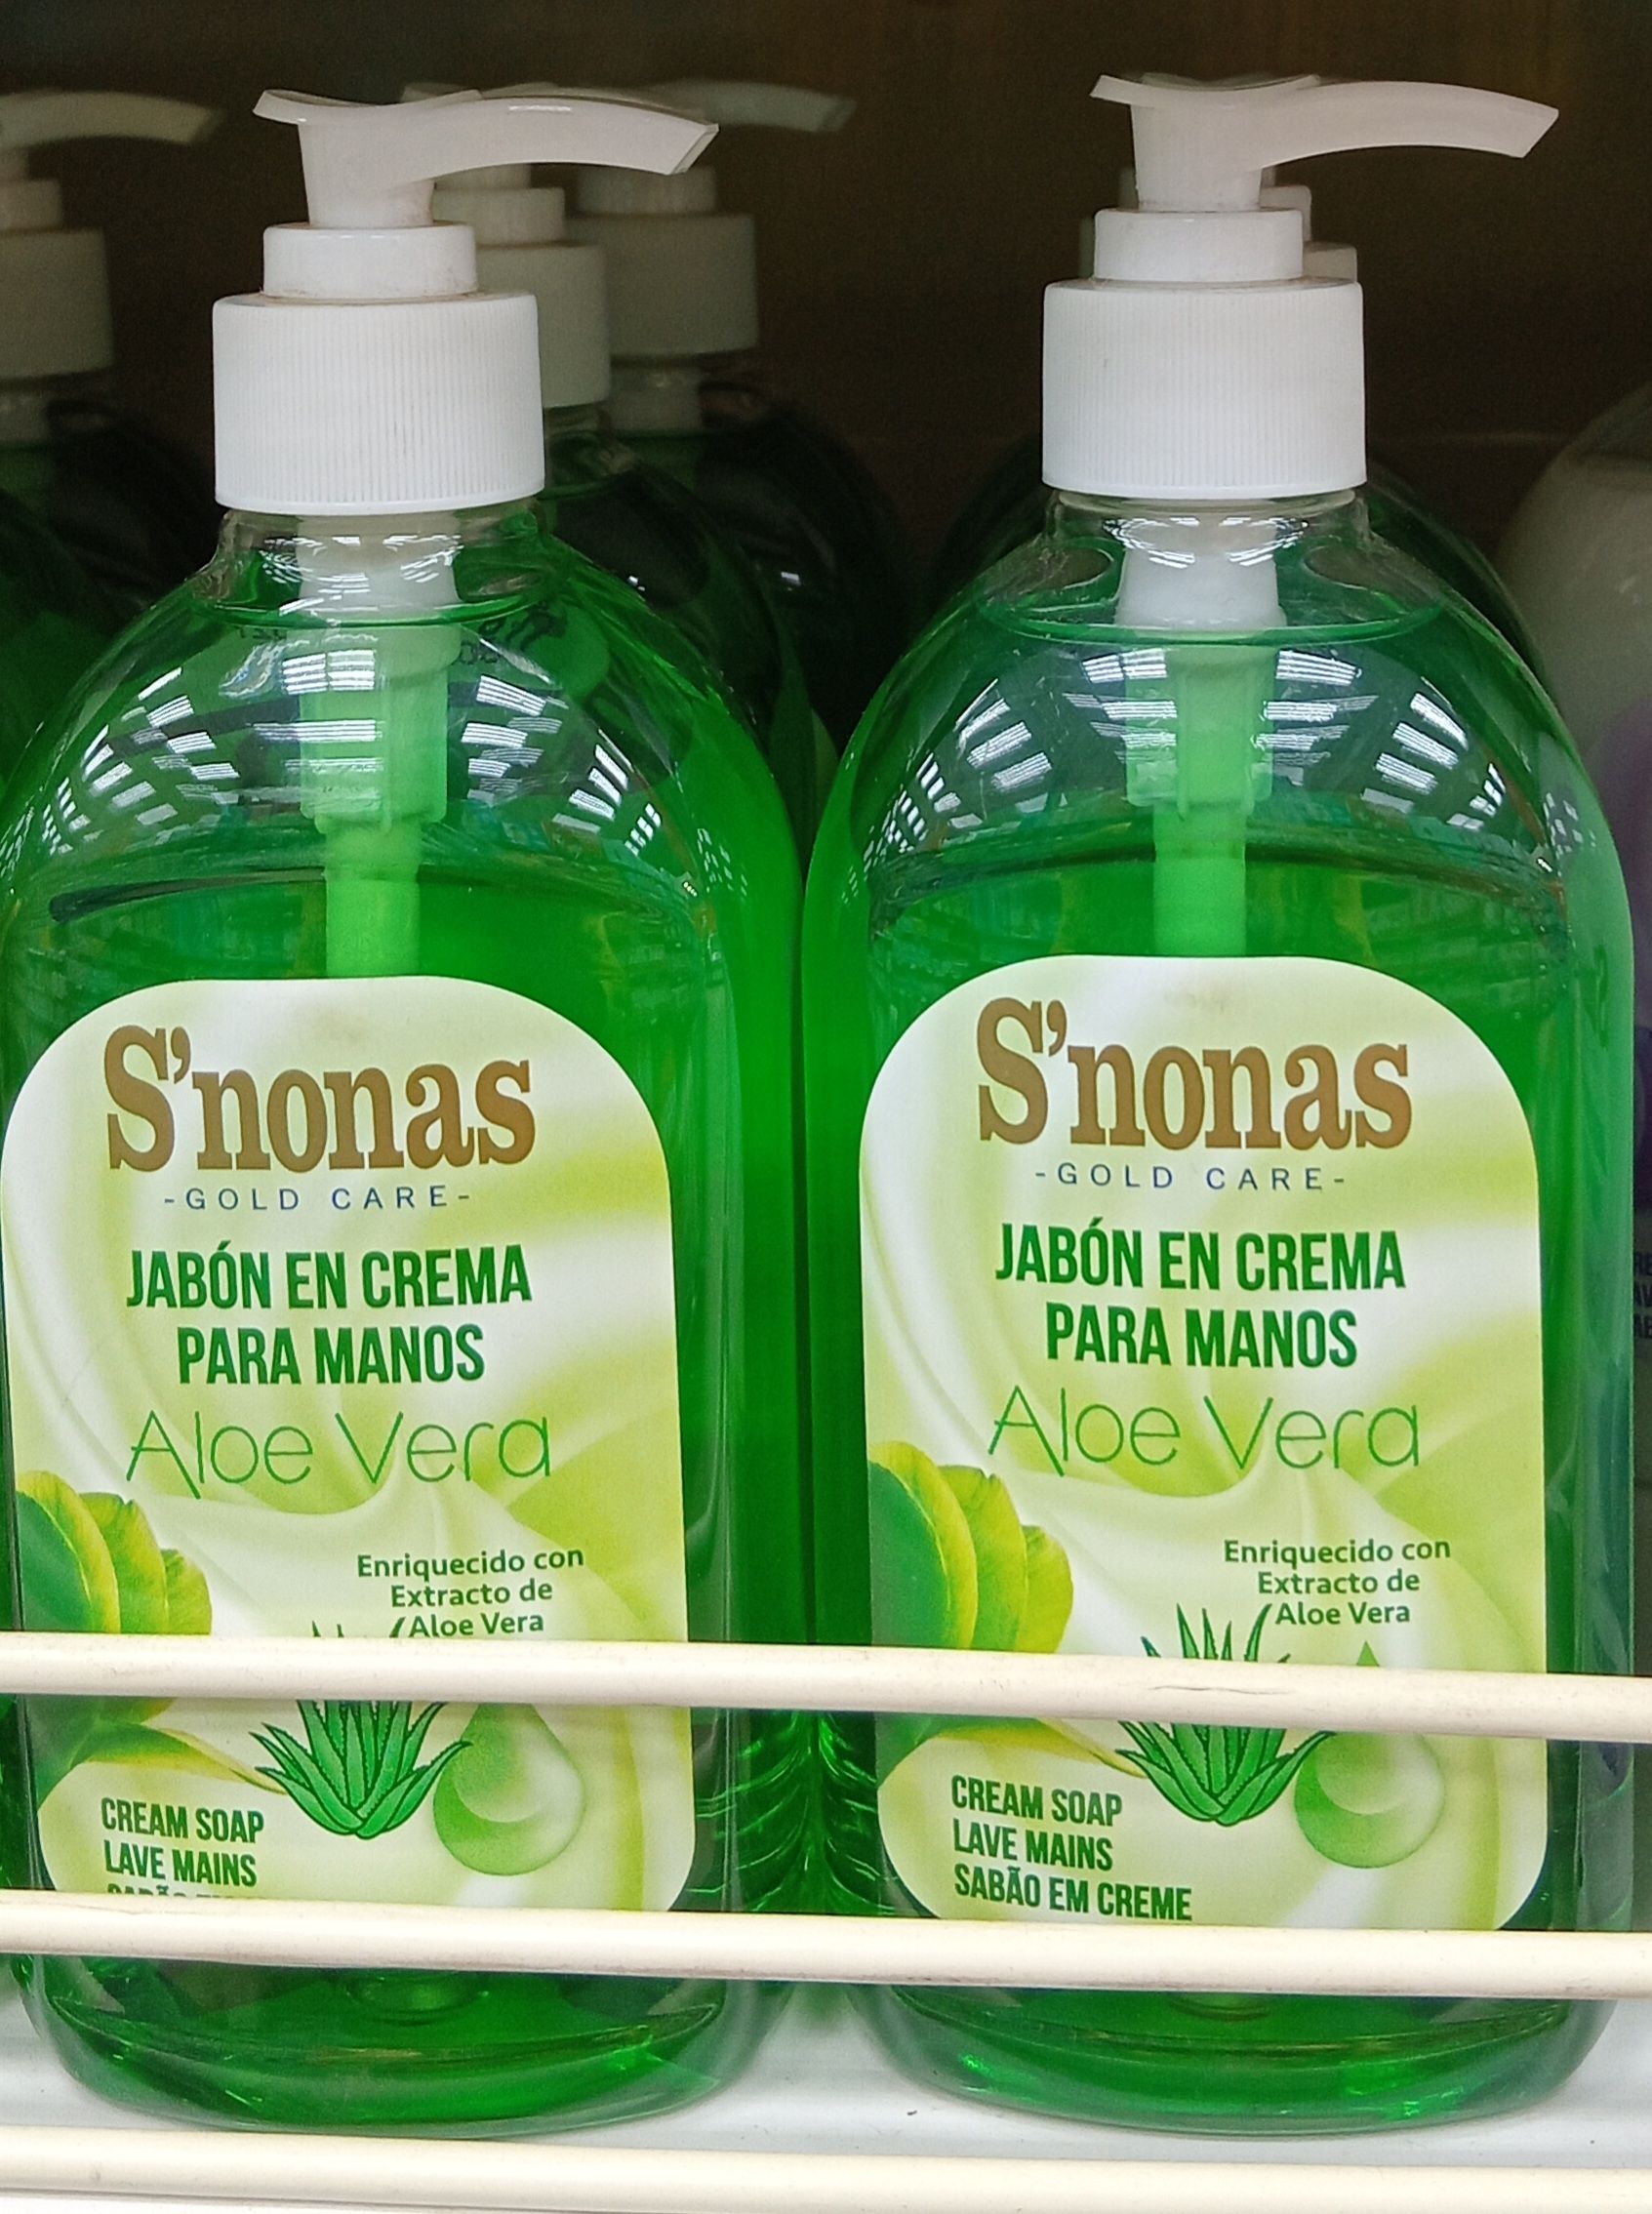 S'nonas
-GOLD CARE-
JABÓN EN CREMA
PARA MANOS
Aloe Vera
Enriquecido con
Extracto de
Aloe Vera
CREAM SOAP
LAVE MAINS
S'nonas
-GOLD CARE-
JABÓN EN CREMA
PARA MANOS
Aloe Vera
Enriquecido con
Extracto de
Aloe Vera
CREAM SOAP
LAVE MAINS
SABÃO EM CREME